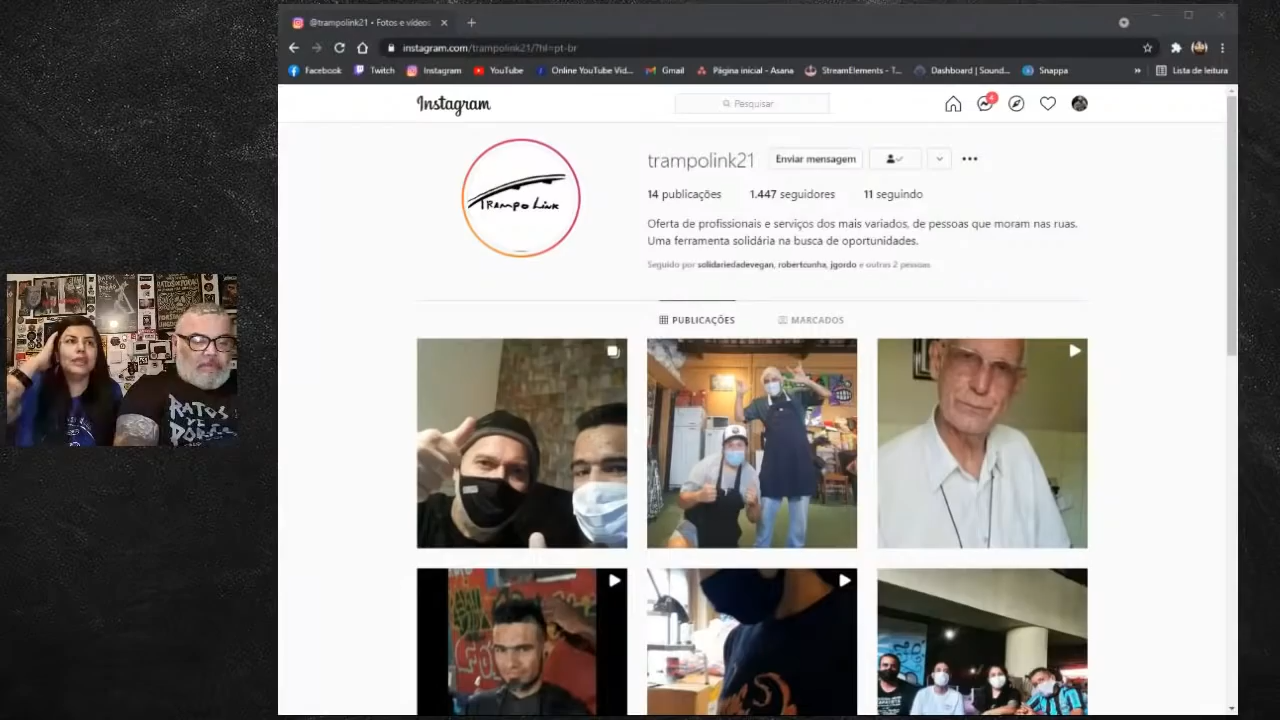 @trampolink21 • Fotos e vídeos
instagram.com/trampolink21/?hl=pt-br
Facebook Twitch Instagram YouTube Online YouTube Vid... Gmail Página inicial - Asana StreamElements - T... Dashboard | Sound... Snappa » Lista de leitura
Instagram
Pesquisar
4
trampolink21 Enviar mensagem
14 publicações 1.447 seguidores 11 seguindo
Oferta de profissionais e serviços dos mais variados, de pessoas que moram nas ruas.
Uma ferramenta solidária na busca de oportunidades.
Seguido por solidariedadevegan, robertcunha, jgordo e outras 2 pessoas
TRAMPO LINK
PUBLICAÇÕES MARCADOS
RATOS
DE
PORÃO